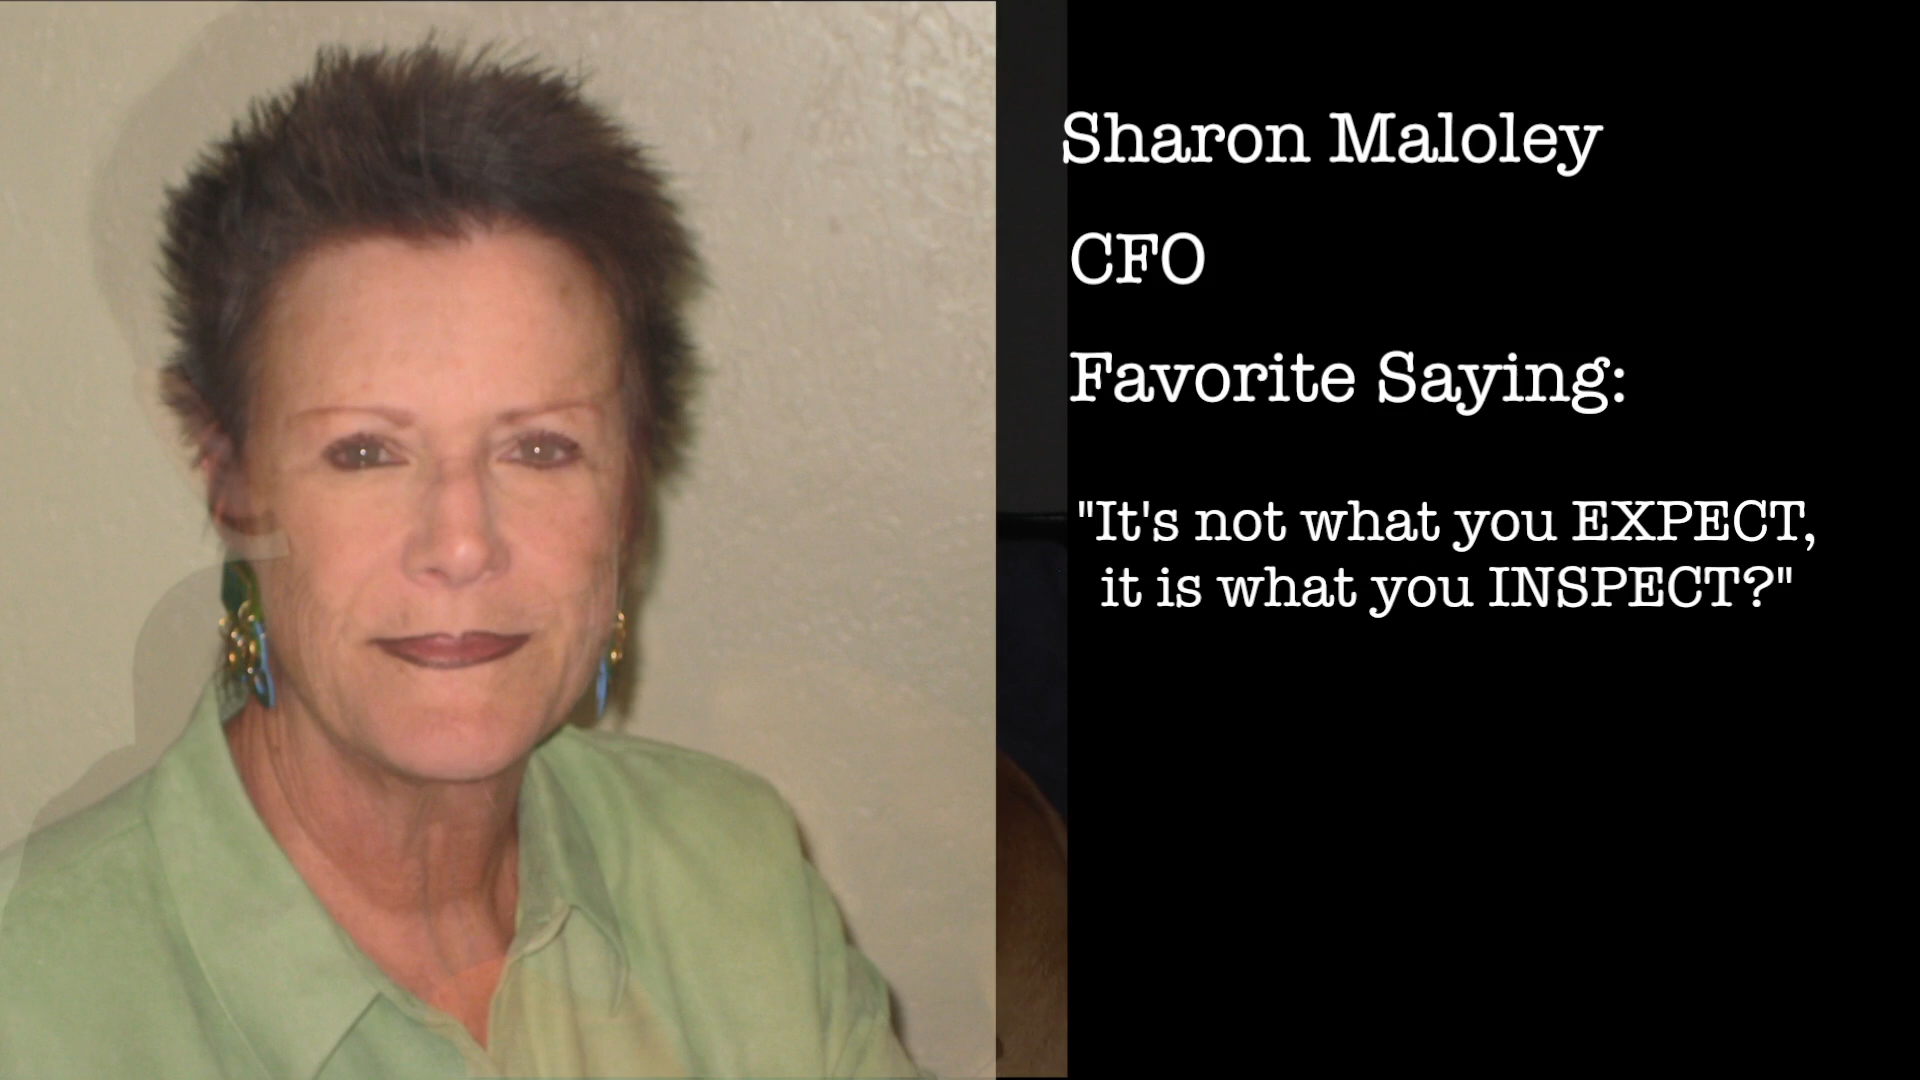 Sharon Maloley
CFO
Favorite Saying:
"It's not what you EXPECT,
it is what you INSPECT?"